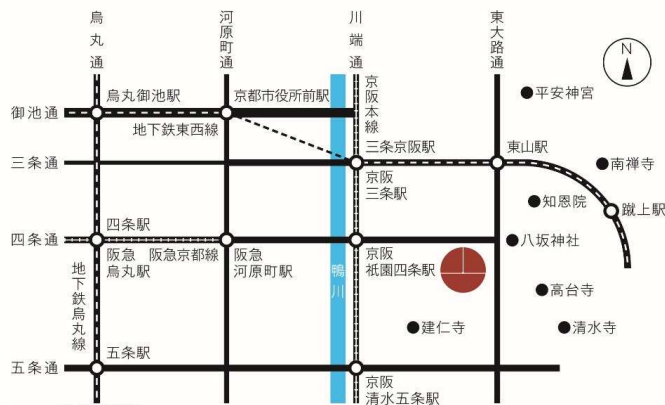 烏丸通
河原町通
川端通
東大路通
N
烏丸御池駅
京都市役所前駅
京阪本線
平安神宮
御池通
地下鉄東西線
三条京阪駅
東山駅
南禅寺
三条通
京阪
三条駅
知恩院
蹴上駅
四条駅
四条通
八坂神社
阪急
烏丸駅
阪急京都線
阪急
河原町駅
鴨川
京阪
祇園四条駅
地下鉄烏丸線
高台寺
建仁寺
清水寺
五条駅
五条通
京阪
清水五条駅